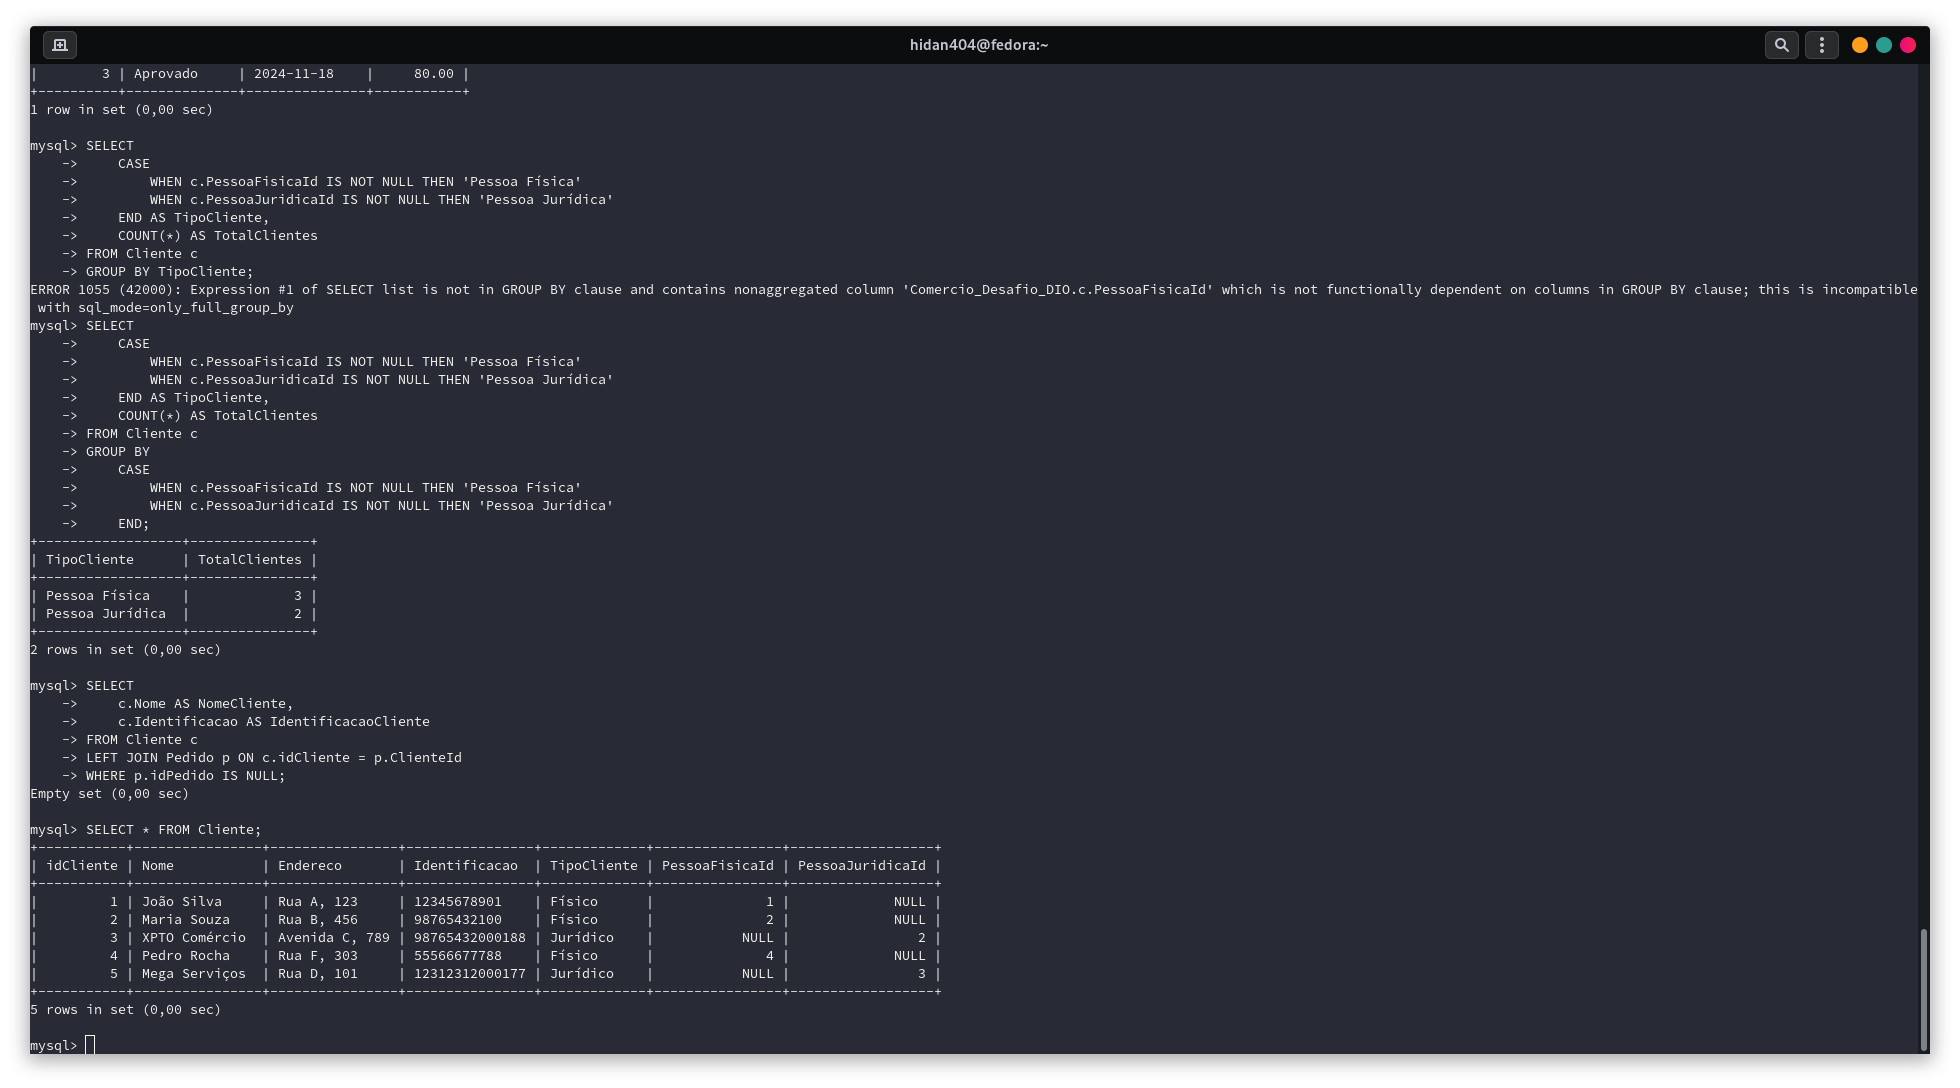 hidan404@fedora:~
|        3 | Aprovado     | 2024-11-18    |     80.00 |
+----------+--------------+---------------+-----------+
1 row in set (0,00 sec)

mysql> SELECT
    ->     CASE
    ->         WHEN c.PessoaFisicaId IS NOT NULL THEN 'Pessoa Física'
    ->         WHEN c.PessoaJuridicaId IS NOT NULL THEN 'Pessoa Jurídica'
    ->     END AS TipoCliente,
    ->     COUNT(*) AS TotalClientes
    -> FROM Cliente c
    -> GROUP BY TipoCliente;
ERROR 1055 (42000): Expression #1 of SELECT list is not in GROUP BY clause and contains nonaggregated column 'Comercio_Desafio_DIO.c.PessoaFisicaId' which is not functionally dependent on columns in GROUP BY clause; this is incompatible
 with sql_mode=only_full_group_by
mysql> SELECT
    ->     CASE
    ->         WHEN c.PessoaFisicaId IS NOT NULL THEN 'Pessoa Física'
    ->         WHEN c.PessoaJuridicaId IS NOT NULL THEN 'Pessoa Jurídica'
    ->     END AS TipoCliente,
    ->     COUNT(*) AS TotalClientes
    -> FROM Cliente c
    -> GROUP BY
    ->     CASE
    ->         WHEN c.PessoaFisicaId IS NOT NULL THEN 'Pessoa Física'
    ->         WHEN c.PessoaJuridicaId IS NOT NULL THEN 'Pessoa Jurídica'
    ->     END;
+------------------+---------------+
| TipoCliente      | TotalClientes |
+------------------+---------------+
| Pessoa Física    |             3 |
| Pessoa Jurídica  |             2 |
+------------------+---------------+
2 rows in set (0,00 sec)

mysql> SELECT
    ->     c.Nome AS NomeCliente,
    ->     c.Identificacao AS IdentificacaoCliente
    -> FROM Cliente c
    -> LEFT JOIN Pedido p ON c.idCliente = p.ClienteId
    -> WHERE p.idPedido IS NULL;
Empty set (0,00 sec)

mysql> SELECT * FROM Cliente;
+-----------+----------------+----------------+----------------+-------------+----------------+------------------+
| idCliente | Nome           | Endereco       | Identificacao  | TipoCliente | PessoaFisicaId | PessoaJuridicaId |
+-----------+----------------+----------------+----------------+-------------+----------------+------------------+
|         1 | João Silva     | Rua A, 123     | 12345678901    | Físico      |              1 |             NULL |
|         2 | Maria Souza    | Rua B, 456     | 98765432100    | Físico      |              2 |             NULL |
|         3 | XPTO Comércio  | Avenida C, 789 | 98765432000188 | Jurídico    |           NULL |                2 |
|         4 | Pedro Rocha    | Rua F, 303     | 55566677788    | Físico      |              4 |             NULL |
|         5 | Mega Serviços  | Rua D, 101     | 12312312000177 | Jurídico    |           NULL |                3 |
+-----------+----------------+----------------+----------------+-------------+----------------+------------------+
5 rows in set (0,00 sec)

mysql>